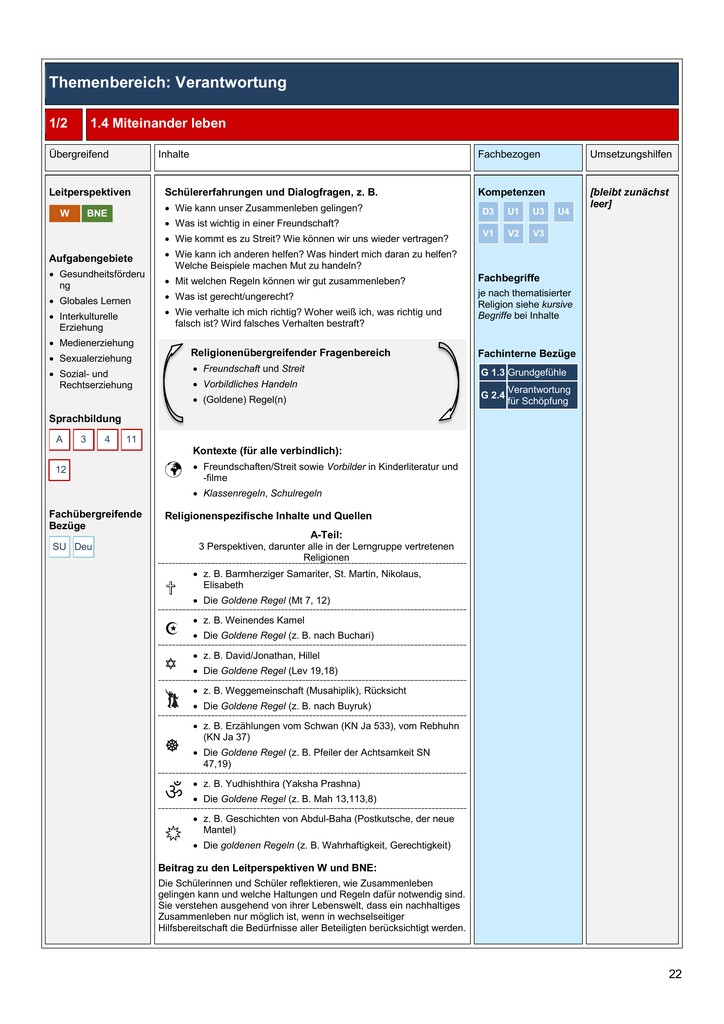 Themenbereich: Verantwortung
1/2 1.4 Miteinander leben
Übergreifend
Inhalte
Fachbezogen
Umsetzungshilfen
Leitperspektiven
W BNE
Aufgabengebiete
• Gesundheitsförderu
ng
• Globales Lernen
• Interkulturelle
Erziehung
• Medienerziehung
• Sexualerziehung
• Sozial- und
Rechtserziehung
Sprachbildung
A 3 4 11
12
Fachübergreifende
Bezüge
SU Deu
Schülererfahrungen und Dialogfragen, z. B.
• Wie kann unser Zusammenleben gelingen?
• Was ist wichtig in einer Freundschaft?
• Wie kommt es zu Streit? Wie können wir uns wieder vertragen?
• Wie kann ich anderen helfen? Was hindert mich daran zu helfen?
Welche Beispiele machen Mut zu handeln?
• Mit welchen Regeln können wir gut zusammenleben?
• Was ist gerecht/ungerecht?
• Wie verhalte ich mich richtig? Woher weiß ich, was richtig und
falsch ist? Wird falsches Verhalten bestraft?
Religionenübergreifender Fragenbereich
• Freundschaft und Streit
• Vorbildliches Handeln
• (Goldene) Regel(n)
Kontexte (für alle verbindlich):
• Freundschaften/Streit sowie Vorbilder in Kinderliteratur und
-filme
• Klassenregeln, Schulregeln
Religionenspezifische Inhalte und Quellen
A-Teil:
3 Perspektiven, darunter alle in der Lerngruppe vertretenen
Religionen
• z. B. Barmherziger Samariter, St. Martin, Nikolaus,
Elisabeth
• Die Goldene Regel (Mt 7, 12)
• z. B. Weinendes Kamel
• Die Goldene Regel (z. B. nach Buchari)
• z. B. David/Jonathan, Hillel
• Die Goldene Regel (Lev 19,18)
• z. B. Weggemeinschaft (Musahiplik), Rücksicht
• Die Goldene Regel (z. B. nach Buyruk)
• z. B. Erzählungen vom Schwan (KN Ja 533), vom Rebhuhn
(KN Ja 37)
• Die Goldene Regel (z. B. Pfeiler der Achtsamkeit SN
47,19)
ॐ
• z. B. Yudhishthira (Yaksha Prashna)
• Die Goldene Regel (z. B. Mah 13,113,8)
• z. B. Geschichten von Abdul-Baha (Postkutsche, der neue
Mantel)
• Die goldenen Regeln (z. B. Wahrhaftigkeit, Gerechtigkeit)
Beitrag zu den Leitperspektiven W und BNE:
Die Schülerinnen und Schüler reflektieren, wie Zusammenleben
gelingen kann und welche Haltungen und Regeln dafür notwendig sind.
Sie verstehen ausgehend von ihrer Lebenswelt, dass ein nachhaltiges
Zusammenleben nur möglich ist, wenn in wechselseitiger
Hilfsbereitschaft die Bedürfnisse aller Beteiligten berücksichtigt werden.
Kompetenzen
D3 U1 U3 U4
V1 V2 V3
Fachbegriffe
je nach thematisierter
Religion siehe kursive
Begriffe bei Inhalte
Fachinterne Bezüge
G 1.3 Grundgefühle
G 2.4 Verantwortung
für Schöpfung
[bleibt zunächst
leer]
22